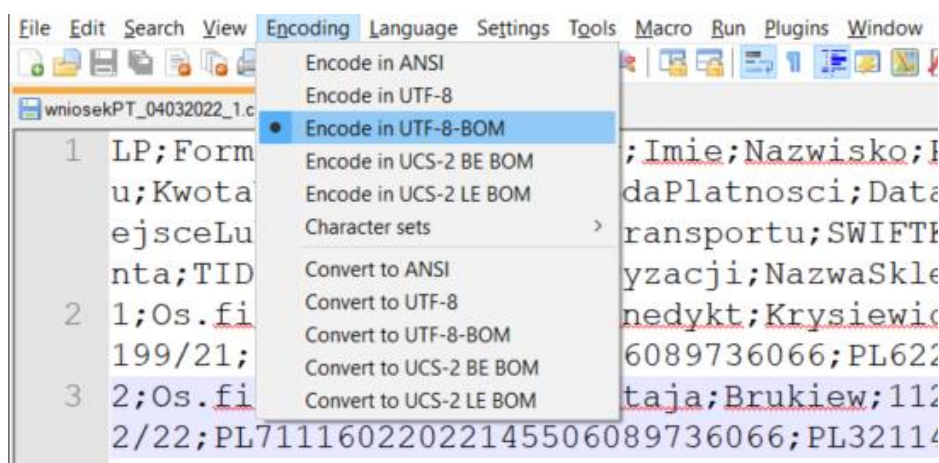 File Edit Search View Encoding Language Settings Tools Macro Run Plugins Window
wniosekPT_04032022_1.c
Encode in ANSI
Encode in UTF-8
Encode in UTF-8-BOM
Encode in UCS-2 BE BOM
Encode in UCS-2 LE BOM
Character sets
Convert to ANSI
Convert to UTF-8
Convert to UTF-8-BOM
Convert to UCS-2 BE BOM
Convert to UCS-2 LE BOM
1 LP;Form ;Imie;Nazwisko;
u;Kwota daPlatnosci;Data
ejsceLu ransportu;SWIFTK
nta;TID yzacji;NazwaSkle
2 1;Os.fi nedykt;Krysiewic
199/21; 6089736066;PL622
3 2;Os.fi taja;Brukiew;112
2/22;PL71116022022145506089736066;PL32114